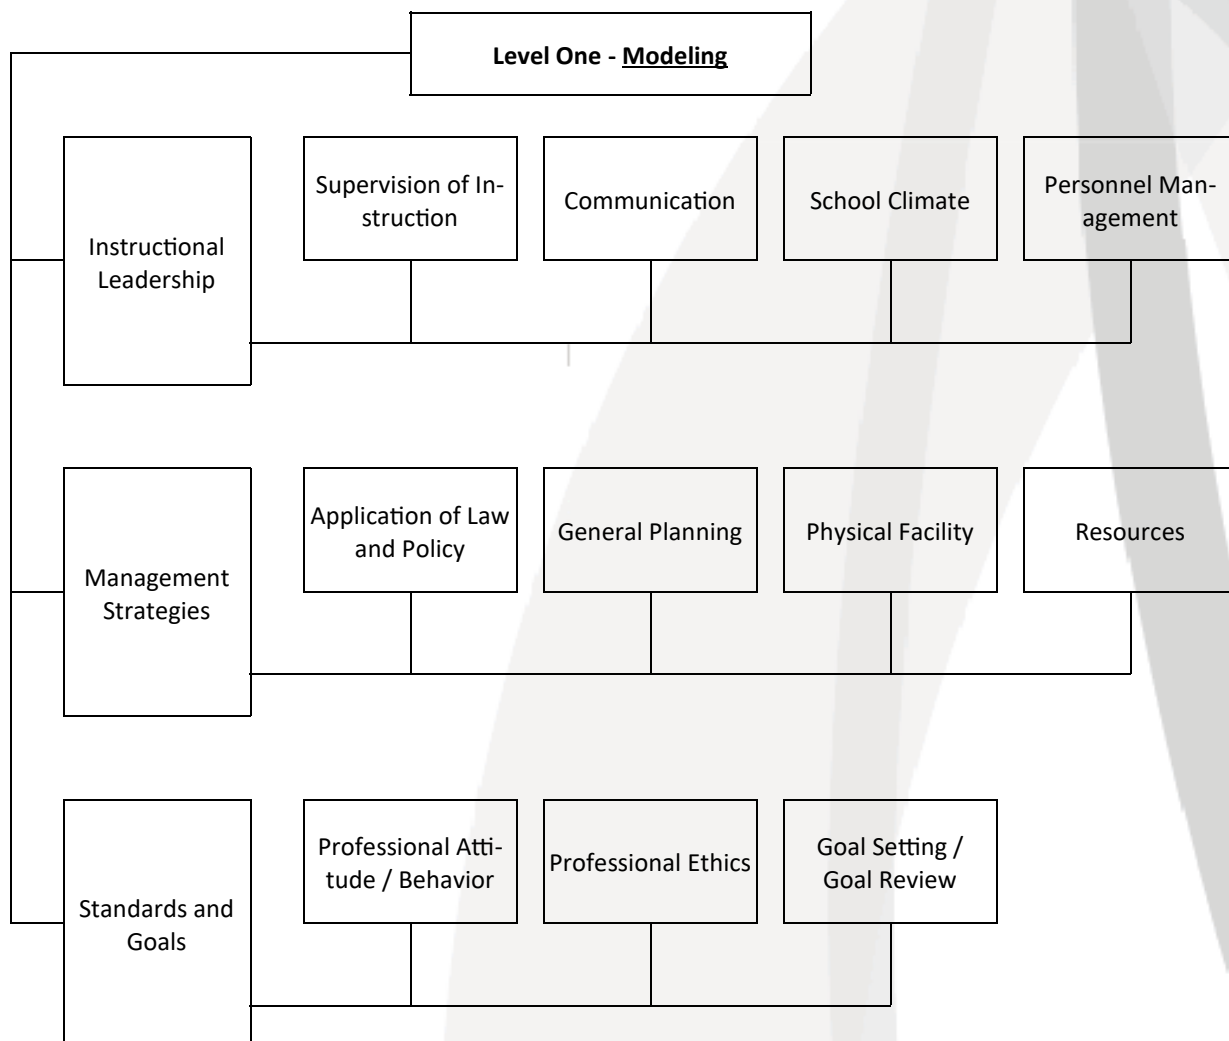 Level One - Modeling
Instructional
Leadership
Supervision of In-
struction
Communication
School Climate
Personnel Man-
agement
Management
Strategies
Application of Law
and Policy
General Planning
Physical Facility
Resources
Standards and
Goals
Professional Atti-
tude / Behavior
Professional Ethics
Goal Setting /
Goal Review